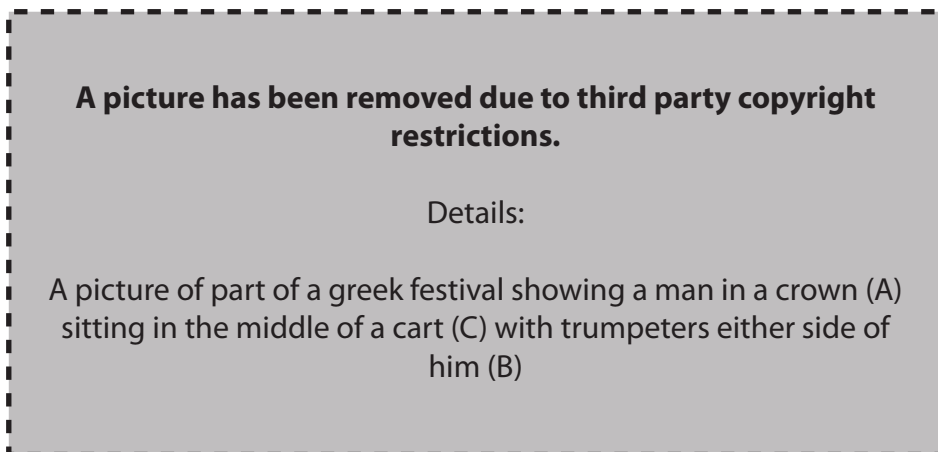 A picture has been removed due to third party copyright
restrictions.
Details:
A picture of part of a greek festival showing a man in a crown (A)
sitting in the middle of a cart (C) with trumpeters either side of
him (B)